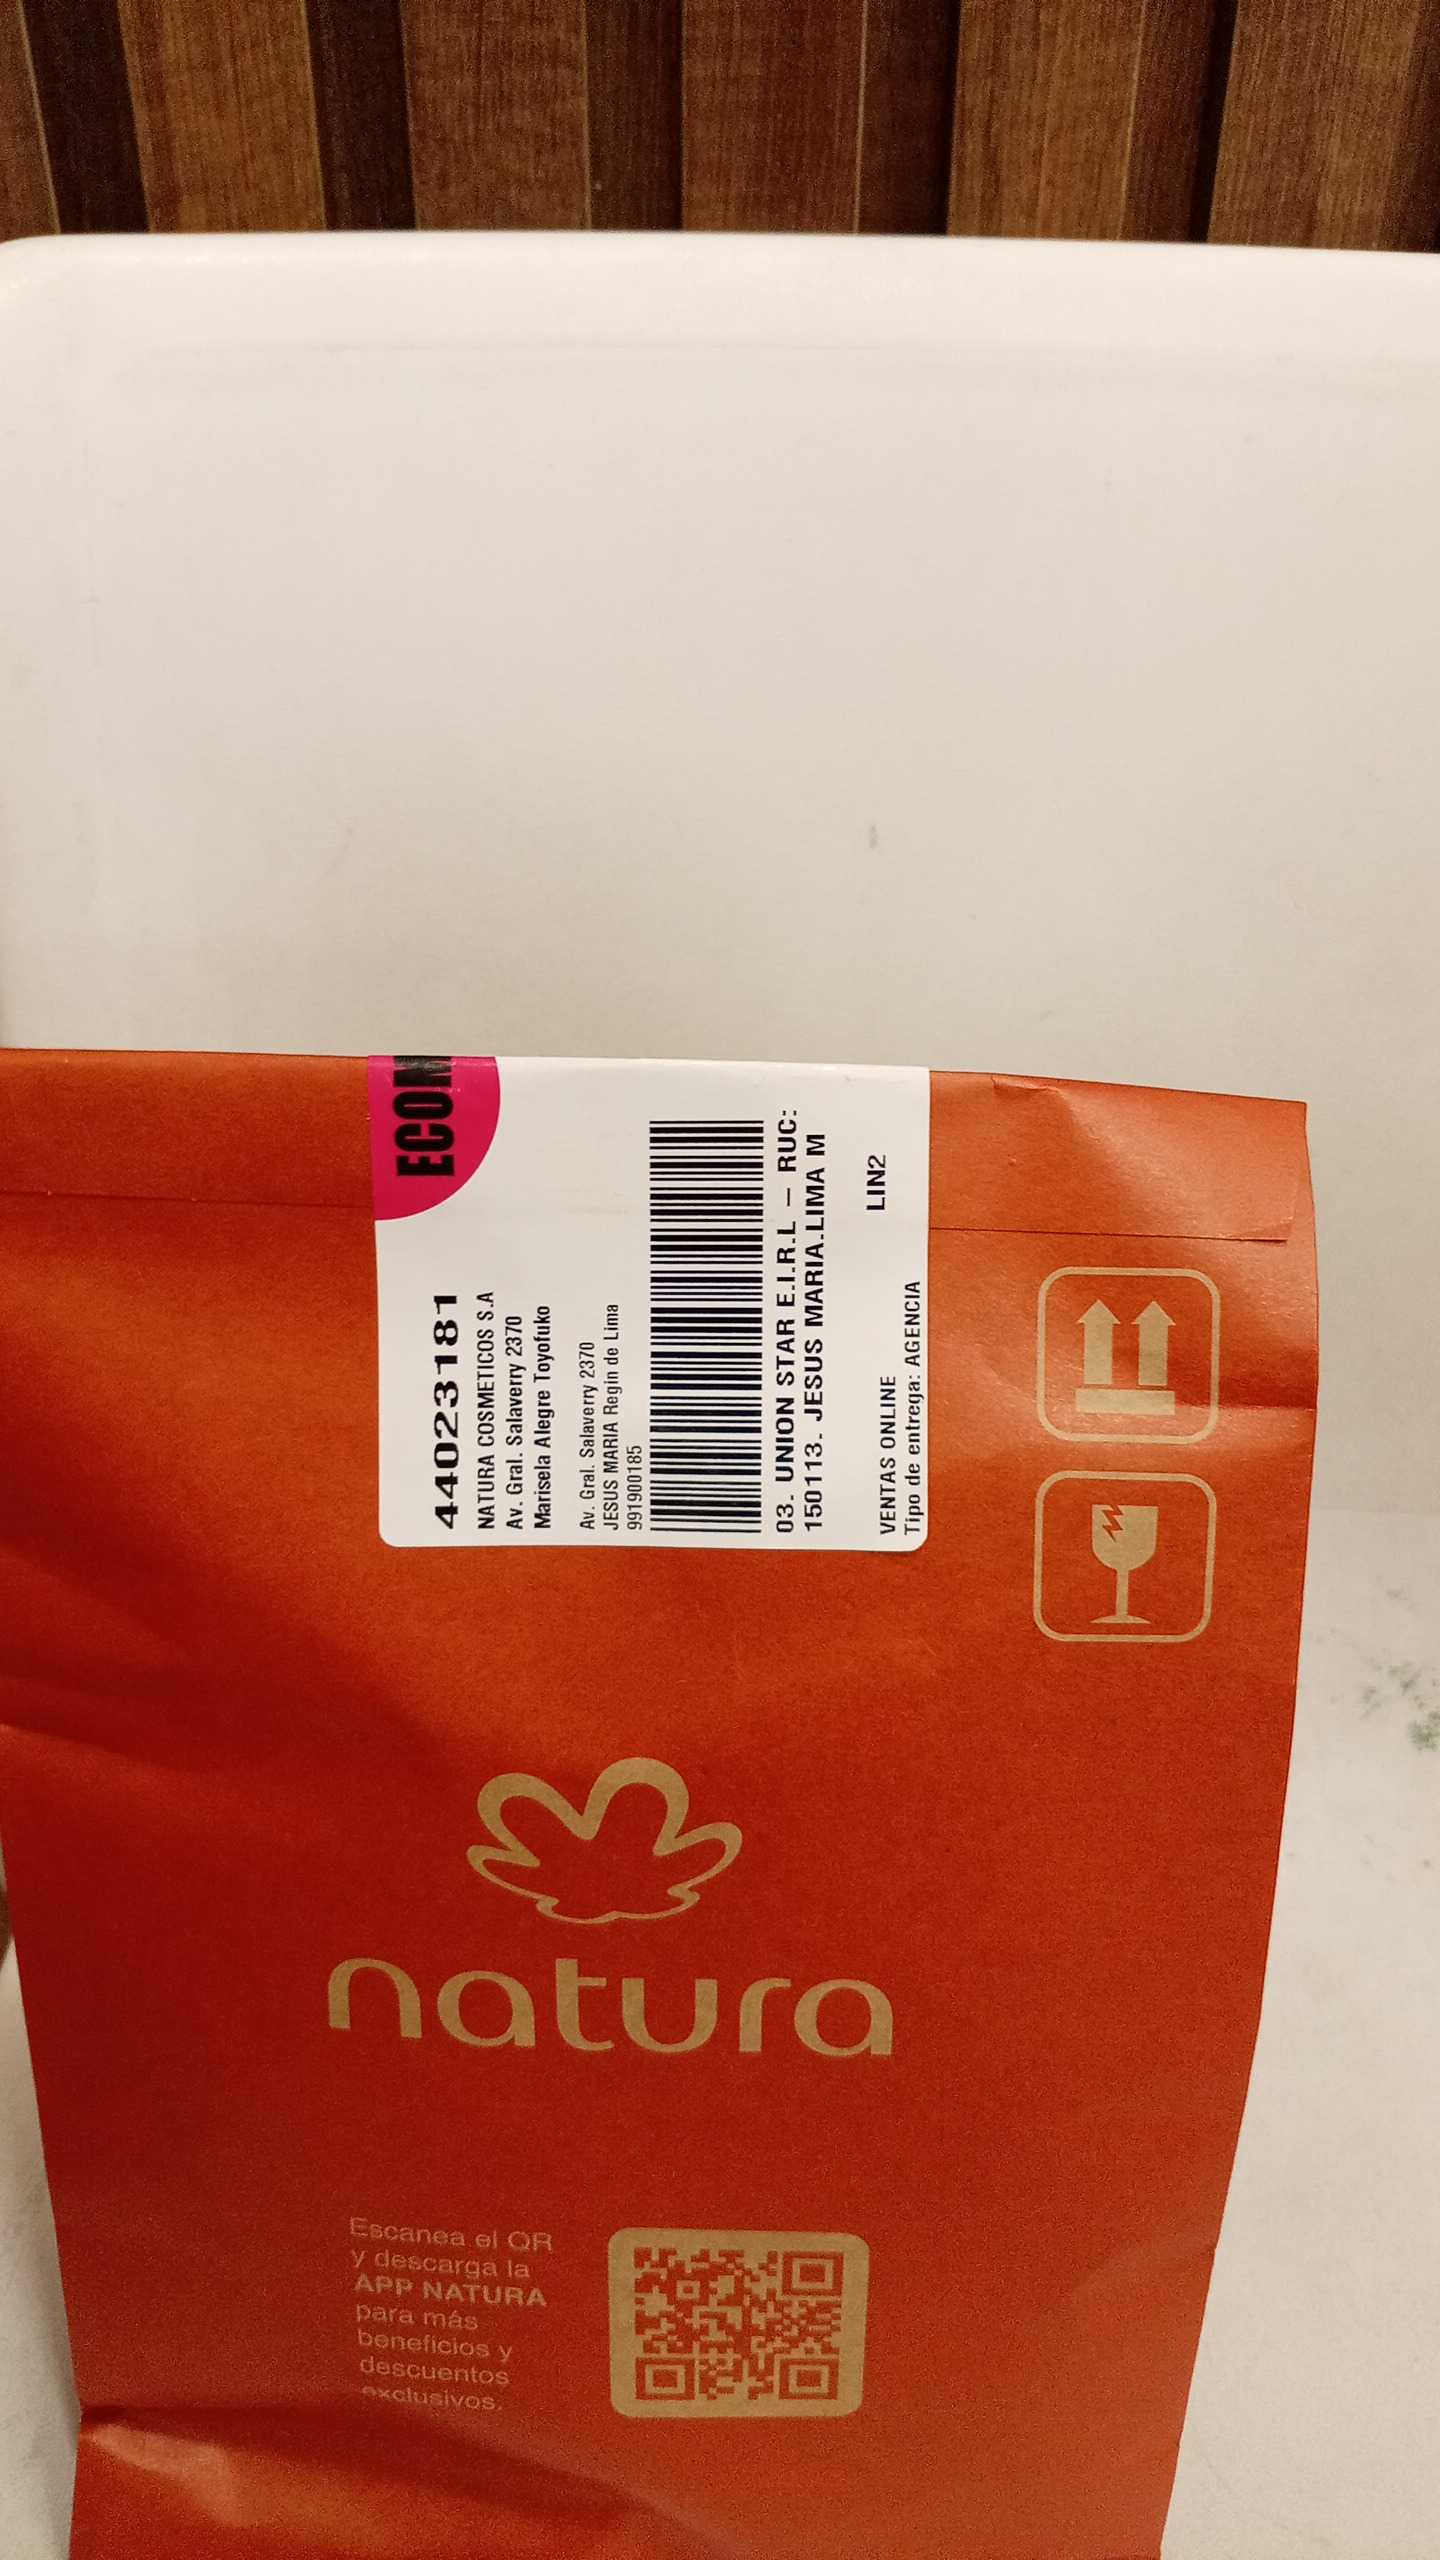 ECOM
44023181
NATURA COSMETICOS S.A
Av. Gral. Salaverry 2370
Marisela Alegre Toyofuko
Av. Gral. Salaverry 2370
JESUS MARIA Regin de Lima
991900185
03. UNION STAR E.I.R.L – RUC:
150113. JESUS MARIA.LIMA M
LIN2
VENTAS ONLINE
Tipo de entrega: AGENCIA
natura
Escanea el QR
y descarga la
APP NATURA
para más
beneficios y
descuentos
exclusivos.